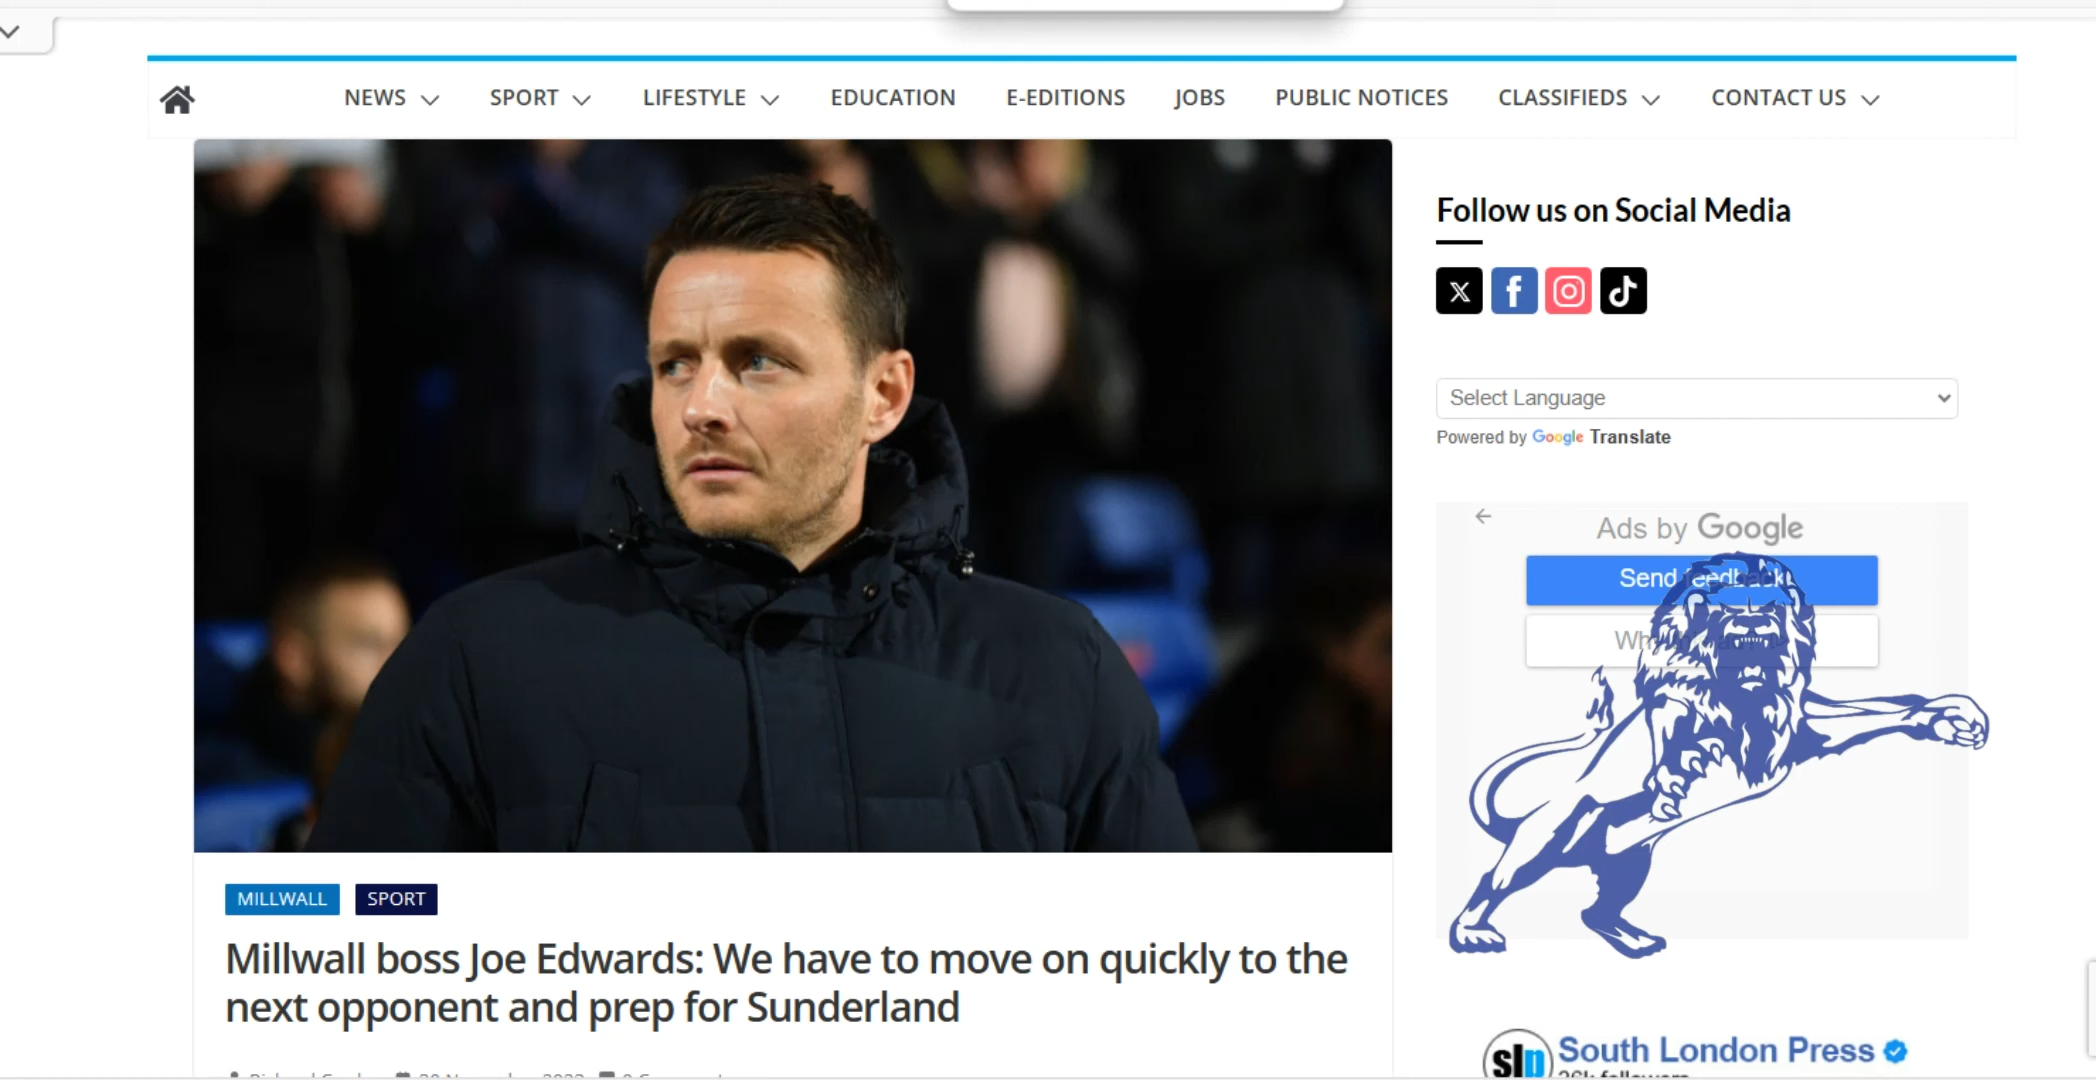 NEWS SPORT LIFESTYLE EDUCATION E-EDITIONS JOBS PUBLIC NOTICES CLASSIFIEDS CONTACT US
Follow us on Social Media
Select Language
Powered by Google Translate
Ads by Google
Send feedback
MILLWALL SPORT
Millwall boss Joe Edwards: We have to move on quickly to the
next opponent and prep for Sunderland
slp South London Press